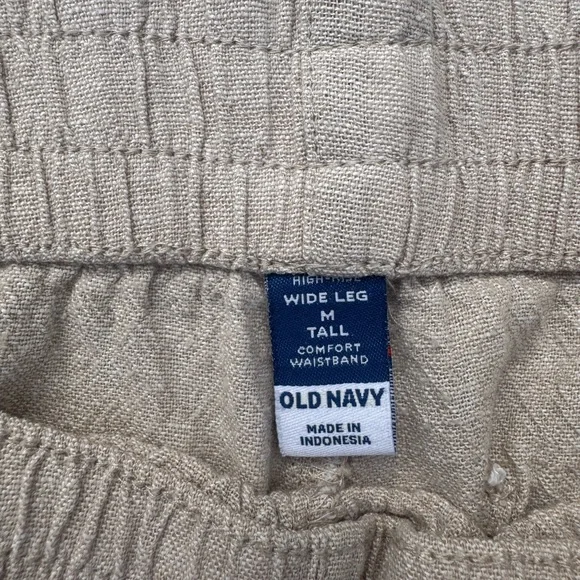 HIGH-RISE
WIDE LEG
M
TALL
COMFORT
WAISTBAND
OLD NAVY
MADE IN
INDONESIA